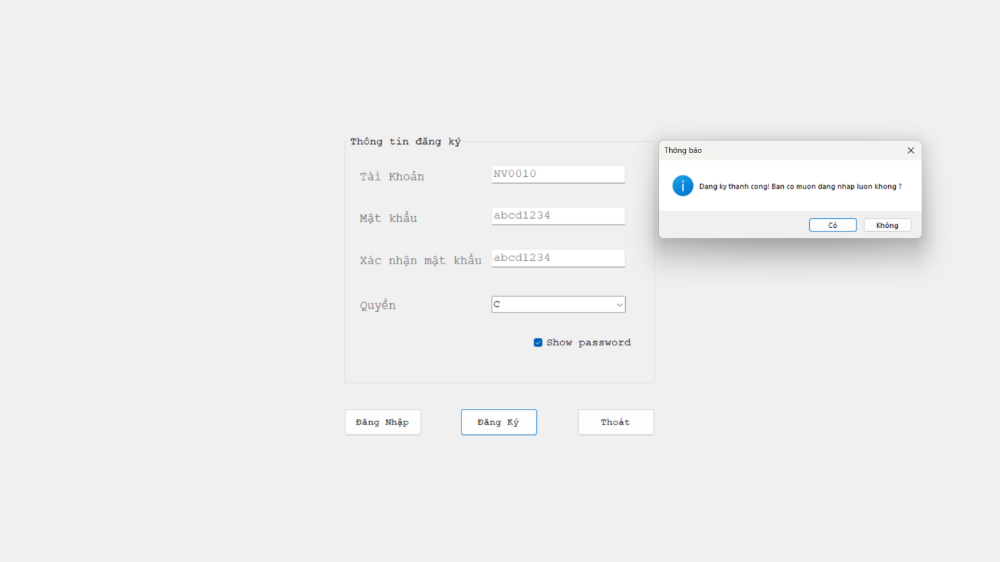 Thông tin đăng ký
Tài Khoản
NV0010
Mật khẩu
abcd1234
Xác nhận mật khẩu
abcd1234
Quyền
C
Show password
Đăng Nhập
Đăng Ký
Thoát
Thông báo
Dang ky thanh cong! Ban co muon dang nhap luon khong ?
Có
Không